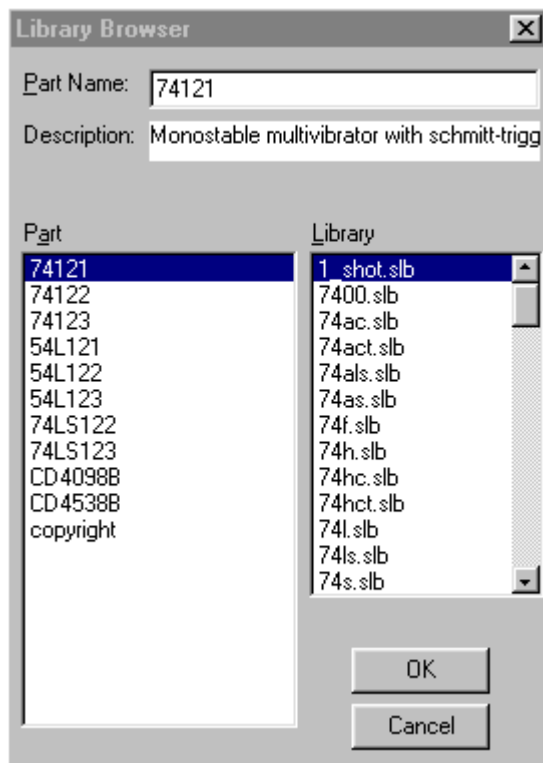 Library Browser
Part Name:
74121
Description:
Monostable multivibrator with schmitt-trigg
Part
74121
74122
74123
54L121
54L122
54L123
74LS122
74LS123
CD4098B
CD4538B
copyright
Library
1_shot.slb
7400.slb
74ac.slb
74act.slb
74als.slb
74as.slb
74f.slb
74h.slb
74hc.slb
74hct.slb
74l.slb
74ls.slb
74s.slb
OK
Cancel